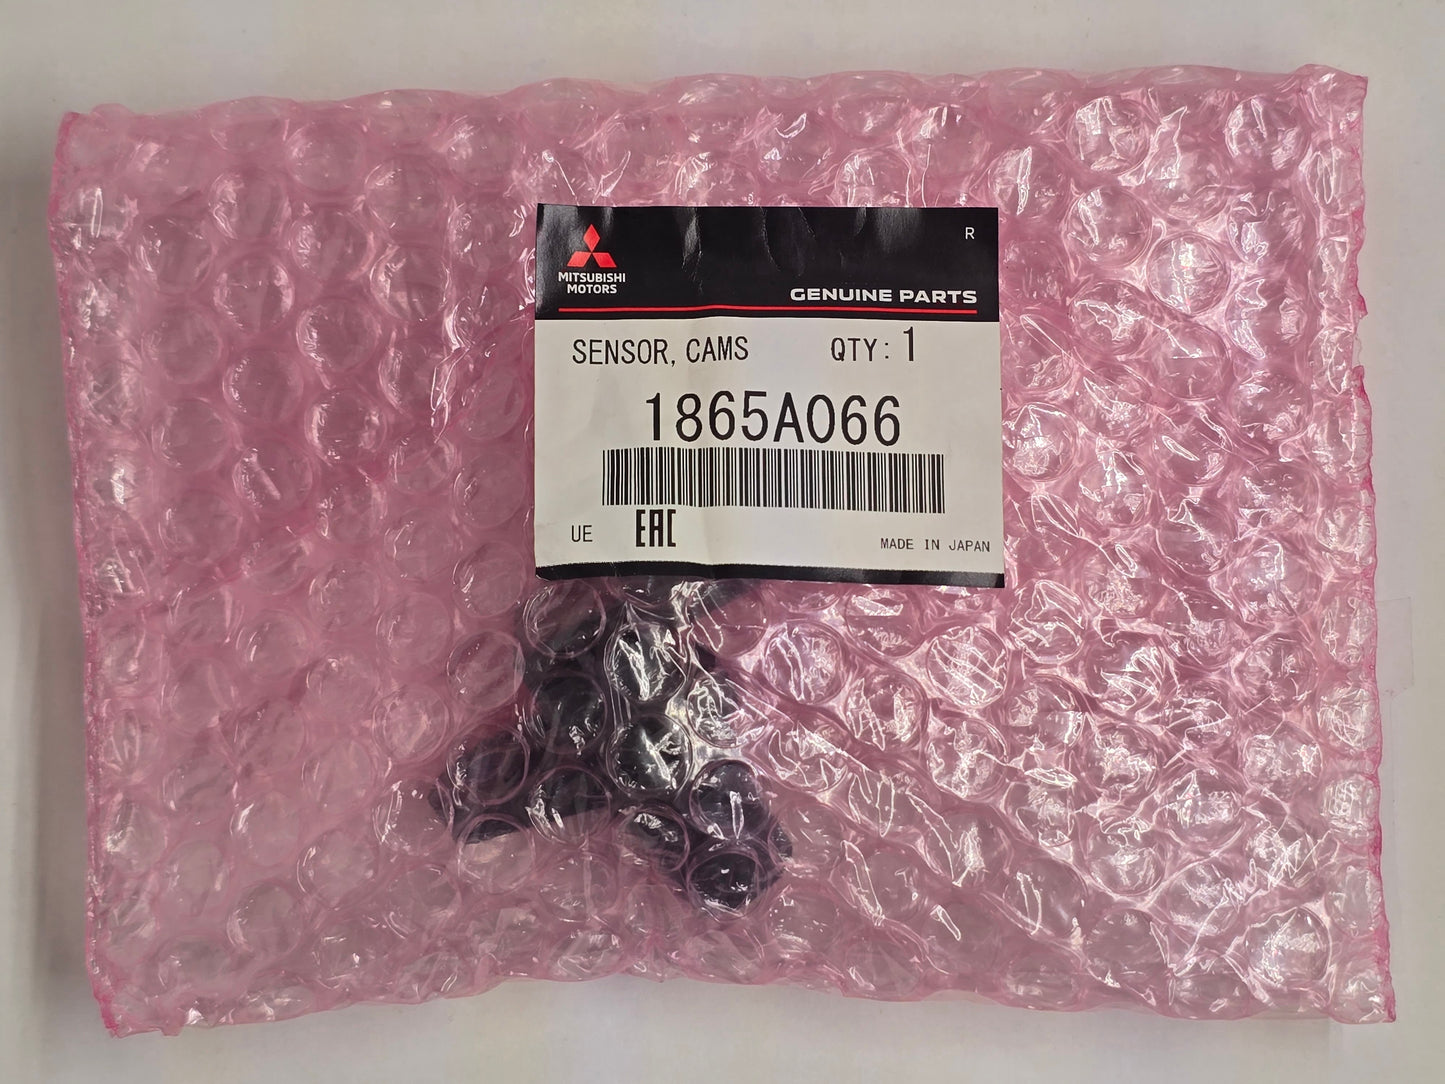 R
MITSUBISHI
MOTORS
GENUINE PARTS
SENSOR, CAMS QTY: 1
1865A066
UE EAC MADE IN JAPAN